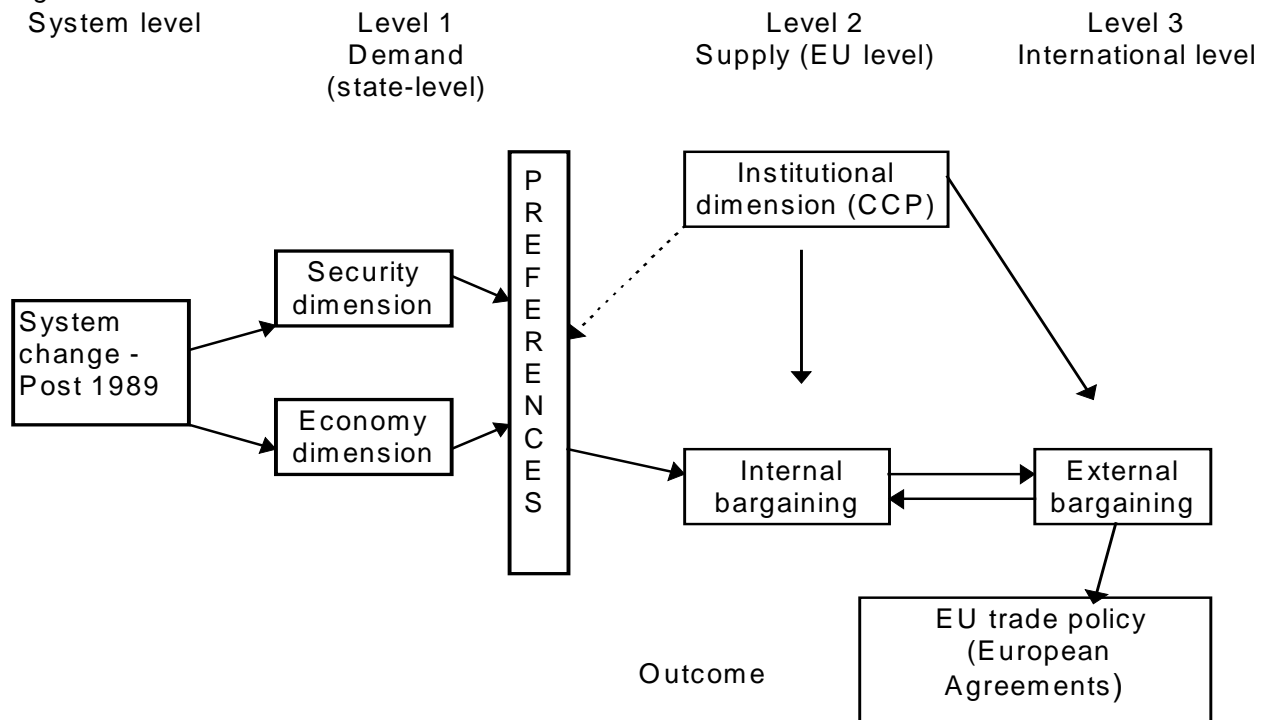 System level
Level 1
Demand
(state-level)
Level 2
Supply (EU level)
Level 3
International level
System
change -
Post 1989
Security
dimension
Economy
dimension
P
R
E
F
E
R
E
N
C
E
S
Institutional
dimension (CCP)
Internal
bargaining
External
bargaining
Outcome
EU trade policy
(European
Agreements)